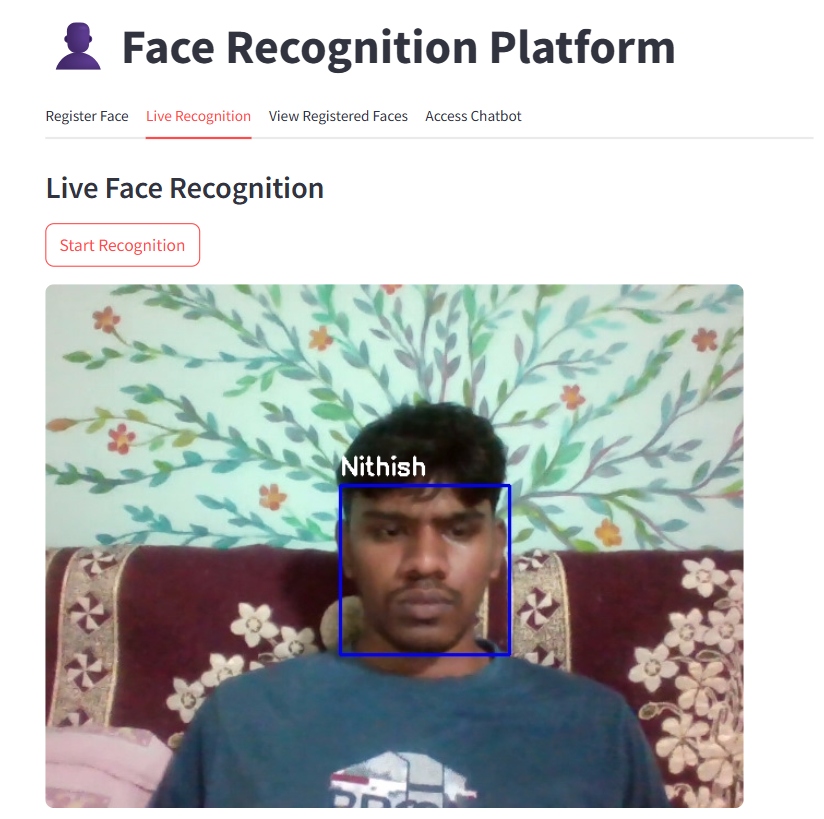 Face Recognition Platform
Register Face Live Recognition View Registered Faces Access Chatbot
Live Face Recognition
Start Recognition
Nithish